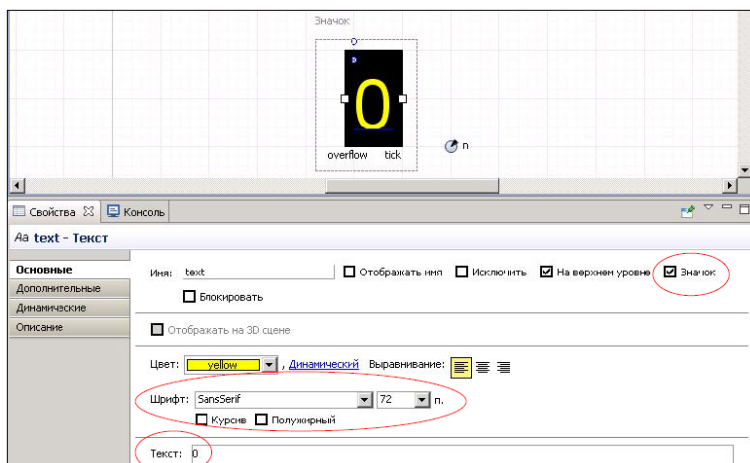 Значок
0
overflow tick
n
Свойства Консоль
Aa text - Текст
Основные
Дополнительные
Динамические
Описание
Имя: text Отображать имя Исключить На верхнем уровне Значок
Блокировать
Отображать на 3D сцене
Цвет: yellow , Динамический Выравнивание:
Шрифт: SansSerif 72 п.
Курсив Полужирный
Текст: 0